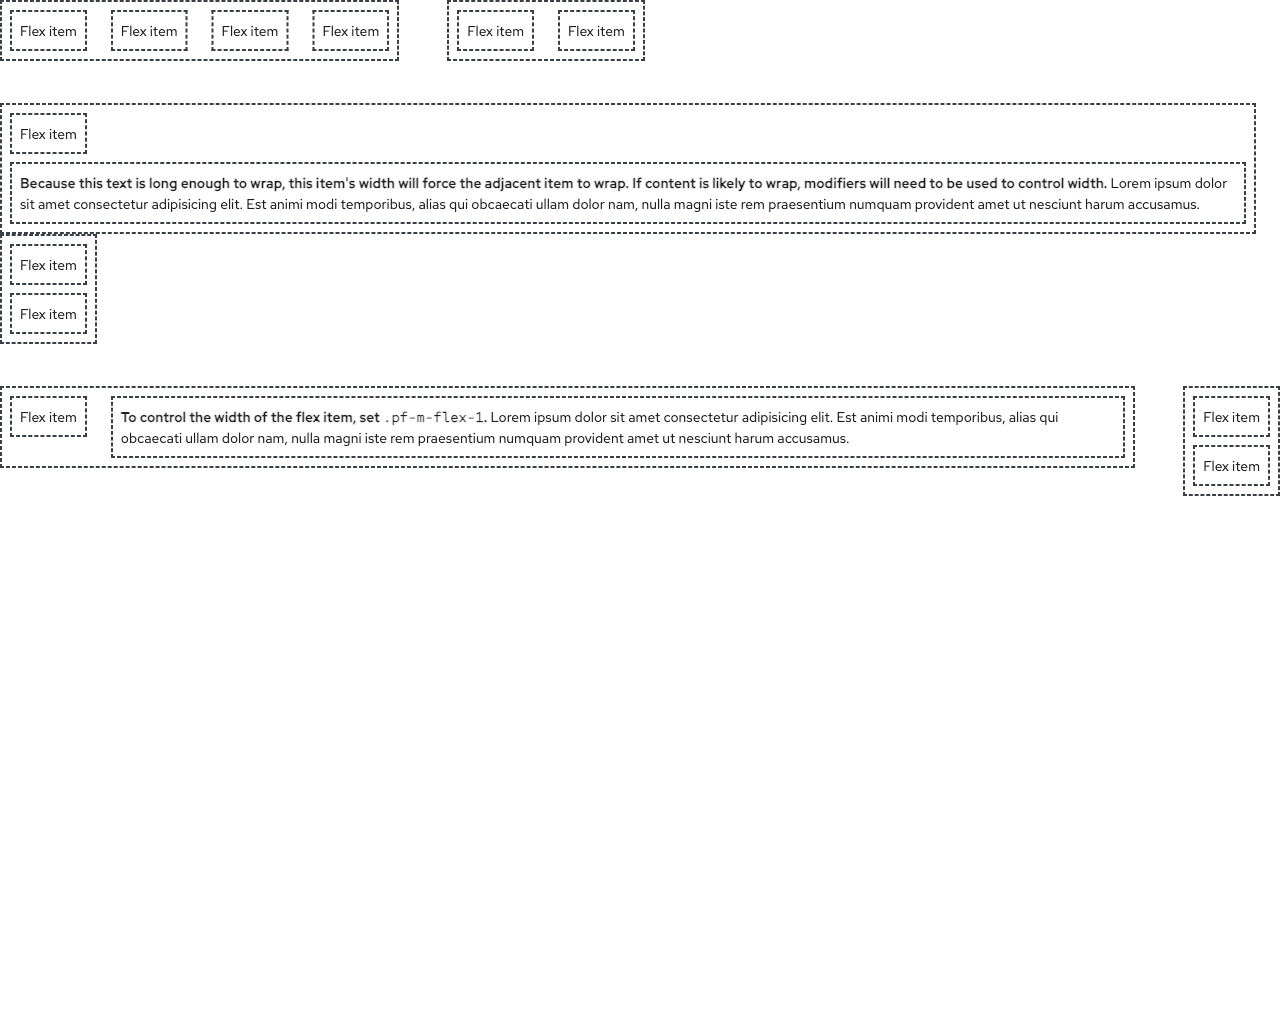 Flex item Flex item Flex item Flex item Flex item Flex item
Flex item
Because this text is long enough to wrap, this item's width will force the adjacent item to wrap. If content is likely to wrap, modifiers will need to be used to control width. Lorem ipsum dolor
sit amet consectetur adipisicing elit. Est animi modi temporibus, alias qui obcaecati ullam dolor nam, nulla magni iste rem praesentium numquam provident amet ut nesciunt harum accusamus.
Flex item
Flex item
Flex item
To control the width of the flex item, set .pf-m-flex-1. Lorem ipsum dolor sit amet consectetur adipisicing elit. Est animi modi temporibus, alias qui
obcaecati ullam dolor nam, nulla magni iste rem praesentium numquam provident amet ut nesciunt harum accusamus.
Flex item
Flex item